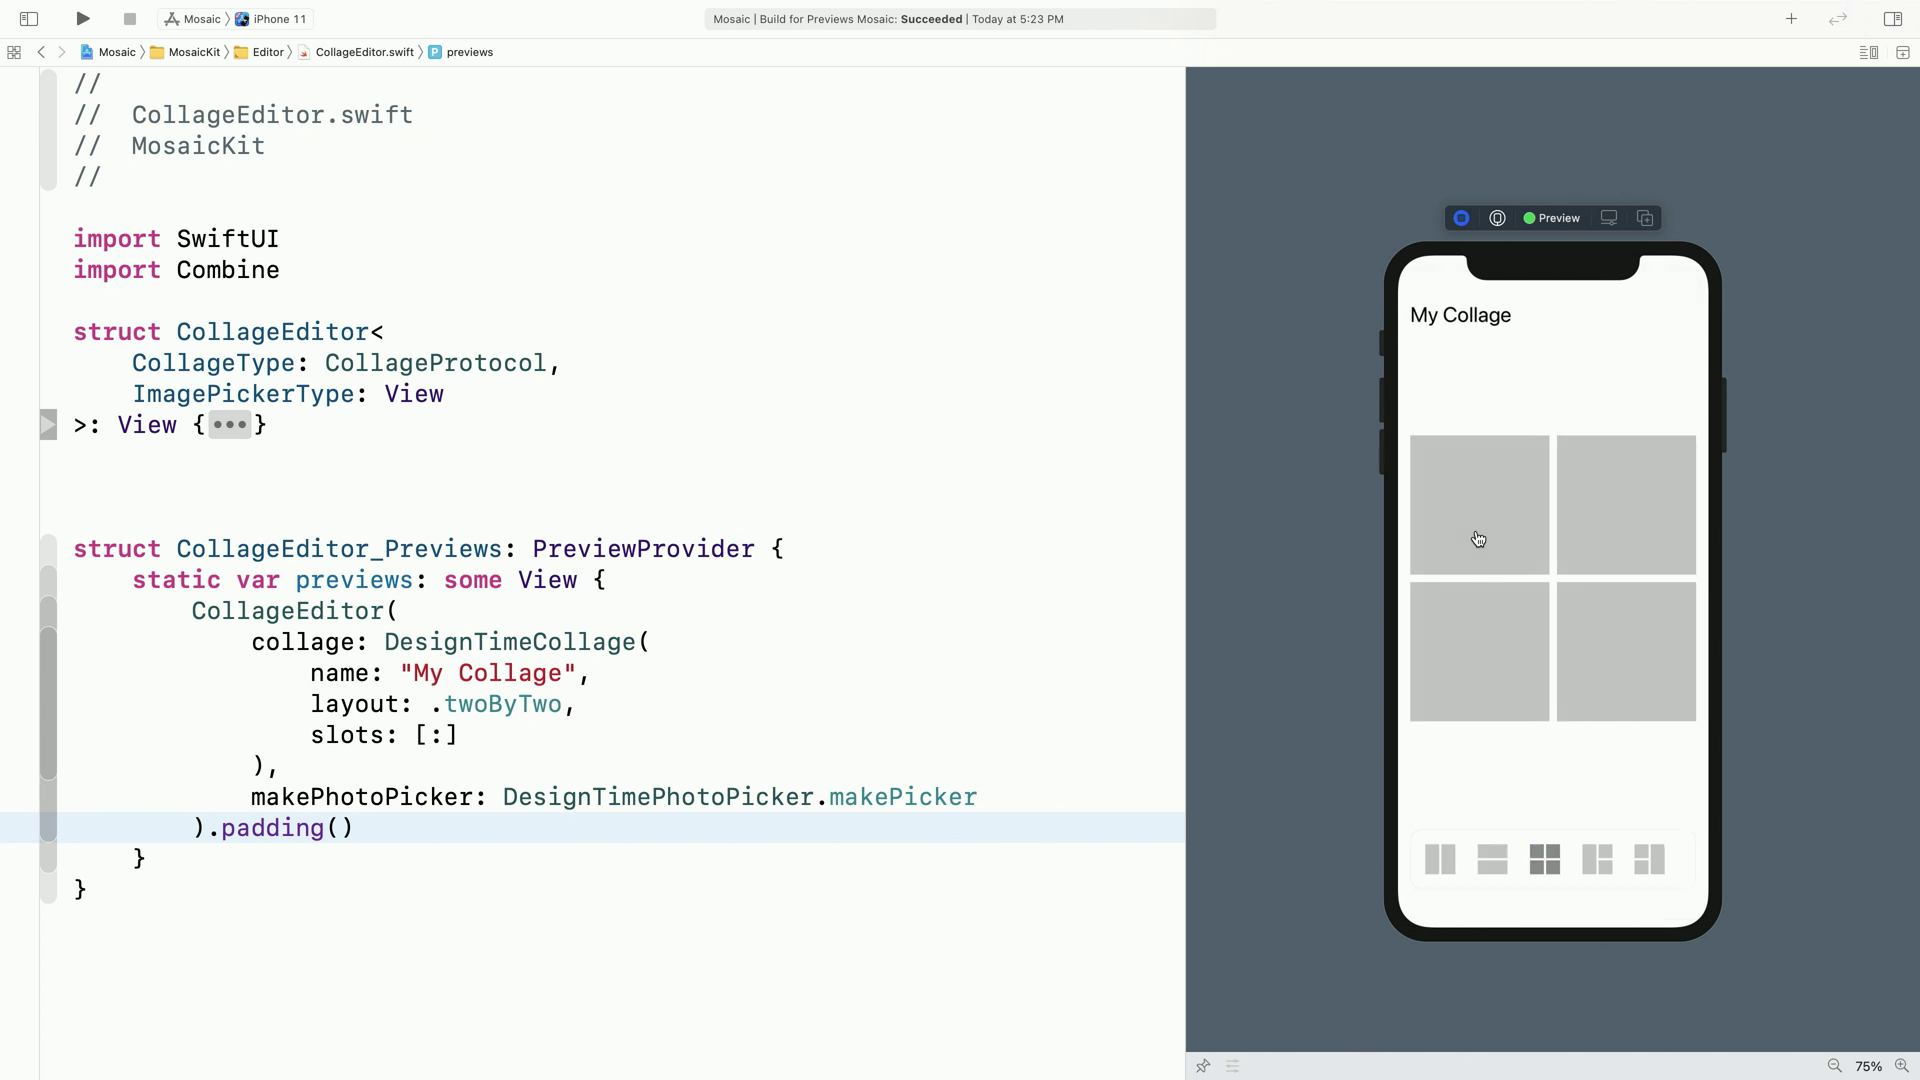 Mosaic iPhone 11
Mosaic | Build for Previews Mosaic: Succeeded | Today at 5:23 PM
Mosaic MosaicKit Editor CollageEditor.swift P previews
//
//  CollageEditor.swift
//  MosaicKit
//
import SwiftUI
import Combine
struct CollageEditor<
    CollageType: CollageProtocol,
    ImagePickerType: View
>: View {•••}
struct CollageEditor_Previews: PreviewProvider {
    static var previews: some View {
        CollageEditor(
            collage: DesignTimeCollage(
                name: "My Collage",
                layout: .twoByTwo,
                slots: [:]
            ),
            makePhotoPicker: DesignTimePhotoPicker.makePicker
        ).padding()
    }
}
Preview
My Collage
75%